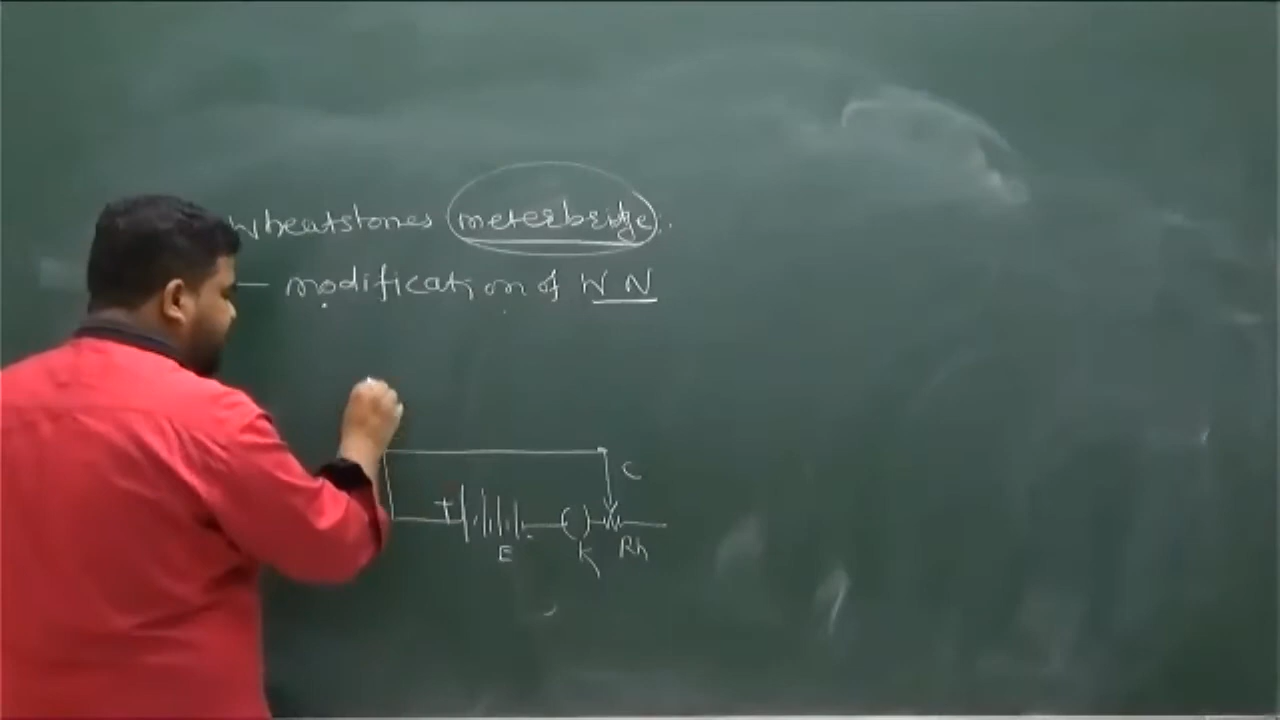 Wheatstones meterbridge.
— modification of W N
C
+
E K Rh